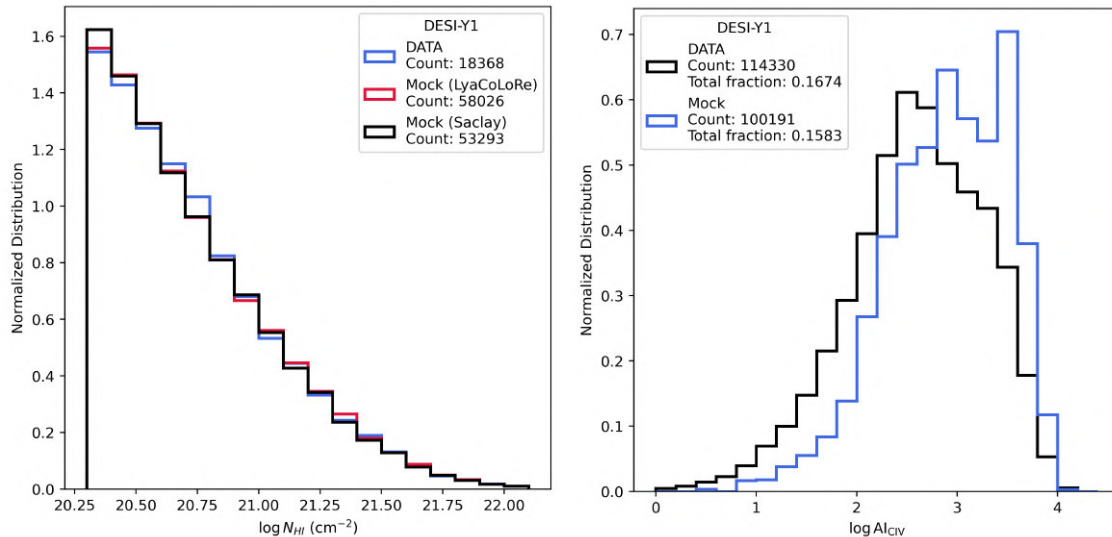 DESI-Y1
DATA
Count: 18368
Mock (LyaCoLoRe)
Count: 58026
Mock (Saclay)
Count: 53293
Normalized Distribution
1.6
1.4
1.2
1.0
0.8
0.6
0.4
0.2
0.0
20.25 20.50 20.75 21.00 21.25 21.50 21.75 22.00
log N_{HI} (cm^{-2})
DESI-Y1
DATA
Count: 114330
Total fraction: 0.1674
Mock
Count: 100191
Total fraction: 0.1583
Normalized Distribution
0.7
0.6
0.5
0.4
0.3
0.2
0.1
0.0
0 1 2 3 4
log AI_{CIV}